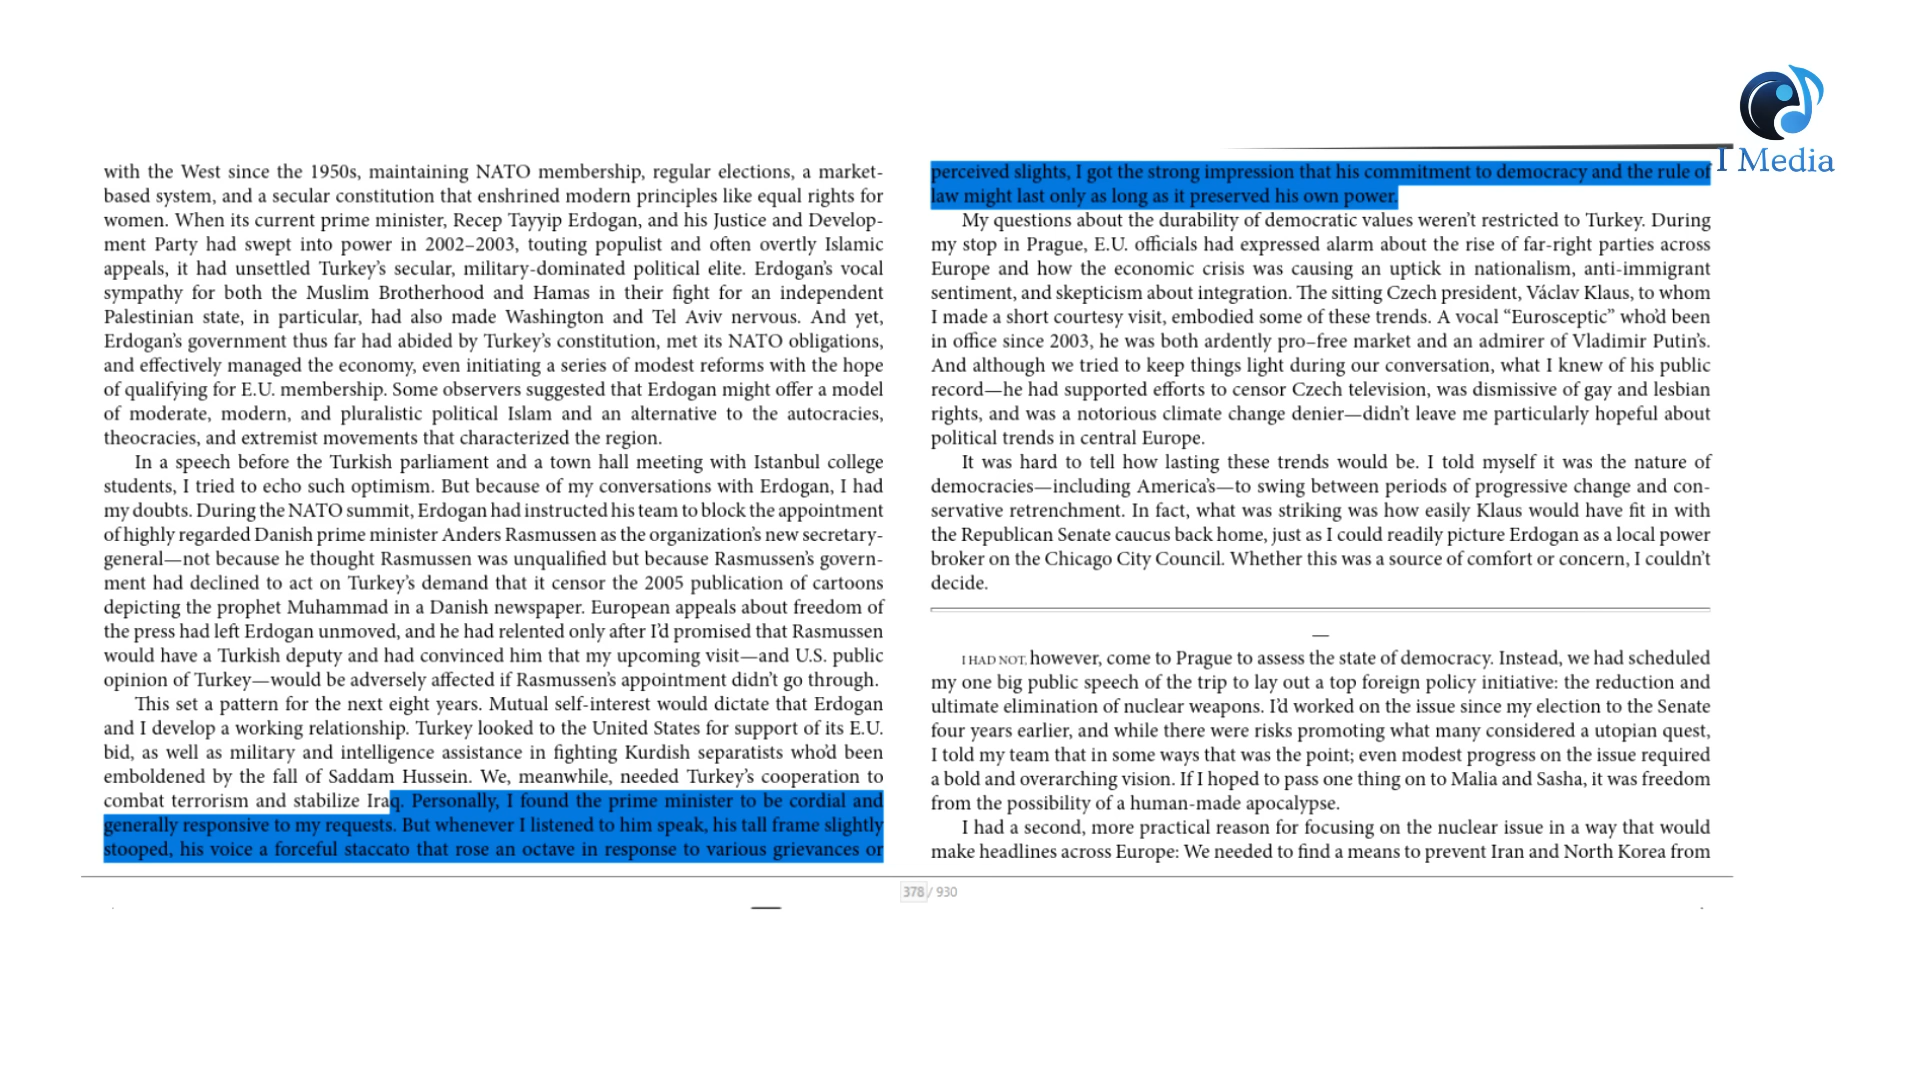 with the West since the 1950s, maintaining NATO membership, regular elections, a market-
based system, and a secular constitution that enshrined modern principles like equal rights for
women. When its current prime minister, Recep Tayyip Erdogan, and his Justice and Develop-
ment Party had swept into power in 2002–2003, touting populist and often overtly Islamic
appeals, it had unsettled Turkey’s secular, military-dominated political elite. Erdogan’s vocal
sympathy for both the Muslim Brotherhood and Hamas in their fight for an independent
Palestinian state, in particular, had also made Washington and Tel Aviv nervous. And yet,
Erdogan’s government thus far had abided by Turkey’s constitution, met its NATO obligations,
and effectively managed the economy, even initiating a series of modest reforms with the hope
of qualifying for E.U. membership. Some observers suggested that Erdogan might offer a model
of moderate, modern, and pluralistic political Islam and an alternative to the autocracies,
theocracies, and extremist movements that characterized the region.
In a speech before the Turkish parliament and a town hall meeting with Istanbul college
students, I tried to echo such optimism. But because of my conversations with Erdogan, I had
my doubts. During the NATO summit, Erdogan had instructed his team to block the appointment
of highly regarded Danish prime minister Anders Rasmussen as the organization’s new secretary-
general—not because he thought Rasmussen was unqualified but because Rasmussen’s govern-
ment had declined to act on Turkey’s demand that it censor the 2005 publication of cartoons
depicting the prophet Muhammad in a Danish newspaper. European appeals about freedom of
the press had left Erdogan unmoved, and he had relented only after I’d promised that Rasmussen
would have a Turkish deputy and had convinced him that my upcoming visit—and U.S. public
opinion of Turkey—would be adversely affected if Rasmussen’s appointment didn’t go through.
This set a pattern for the next eight years. Mutual self-interest would dictate that Erdogan
and I develop a working relationship. Turkey looked to the United States for support of its E.U.
bid, as well as military and intelligence assistance in fighting Kurdish separatists who’d been
emboldened by the fall of Saddam Hussein. We, meanwhile, needed Turkey’s cooperation to
combat terrorism and stabilize Iraq. Personally, I found the prime minister to be cordial and
generally responsive to my requests. But whenever I listened to him speak, his tall frame slightly
stooped, his voice a forceful staccato that rose an octave in response to various grievances or
perceived slights, I got the strong impression that his commitment to democracy and the rule of
law might last only as long as it preserved his own power.
My questions about the durability of democratic values weren’t restricted to Turkey. During
my stop in Prague, E.U. officials had expressed alarm about the rise of far-right parties across
Europe and how the economic crisis was causing an uptick in nationalism, anti-immigrant
sentiment, and skepticism about integration. The sitting Czech president, Václav Klaus, to whom
I made a short courtesy visit, embodied some of these trends. A vocal “Eurosceptic” who’d been
in office since 2003, he was both ardently pro–free market and an admirer of Vladimir Putin’s.
And although we tried to keep things light during our conversation, what I knew of his public
record—he had supported efforts to censor Czech television, was dismissive of gay and lesbian
rights, and was a notorious climate change denier—didn’t leave me particularly hopeful about
political trends in central Europe.
It was hard to tell how lasting these trends would be. I told myself it was the nature of
democracies—including America’s—to swing between periods of progressive change and con-
servative retrenchment. In fact, what was striking was how easily Klaus would have fit in with
the Republican Senate caucus back home, just as I could readily picture Erdogan as a local power
broker on the Chicago City Council. Whether this was a source of comfort or concern, I couldn’t
decide.
—
I HAD NOT, however, come to Prague to assess the state of democracy. Instead, we had scheduled
my one big public speech of the trip to lay out a top foreign policy initiative: the reduction and
ultimate elimination of nuclear weapons. I’d worked on the issue since my election to the Senate
four years earlier, and while there were risks promoting what many considered a utopian quest,
I told my team that in some ways that was the point; even modest progress on the issue required
a bold and overarching vision. If I hoped to pass one thing on to Malia and Sasha, it was freedom
from the possibility of a human-made apocalypse.
I had a second, more practical reason for focusing on the nuclear issue in a way that would
make headlines across Europe: We needed to find a means to prevent Iran and North Korea from
378 / 930
I Media